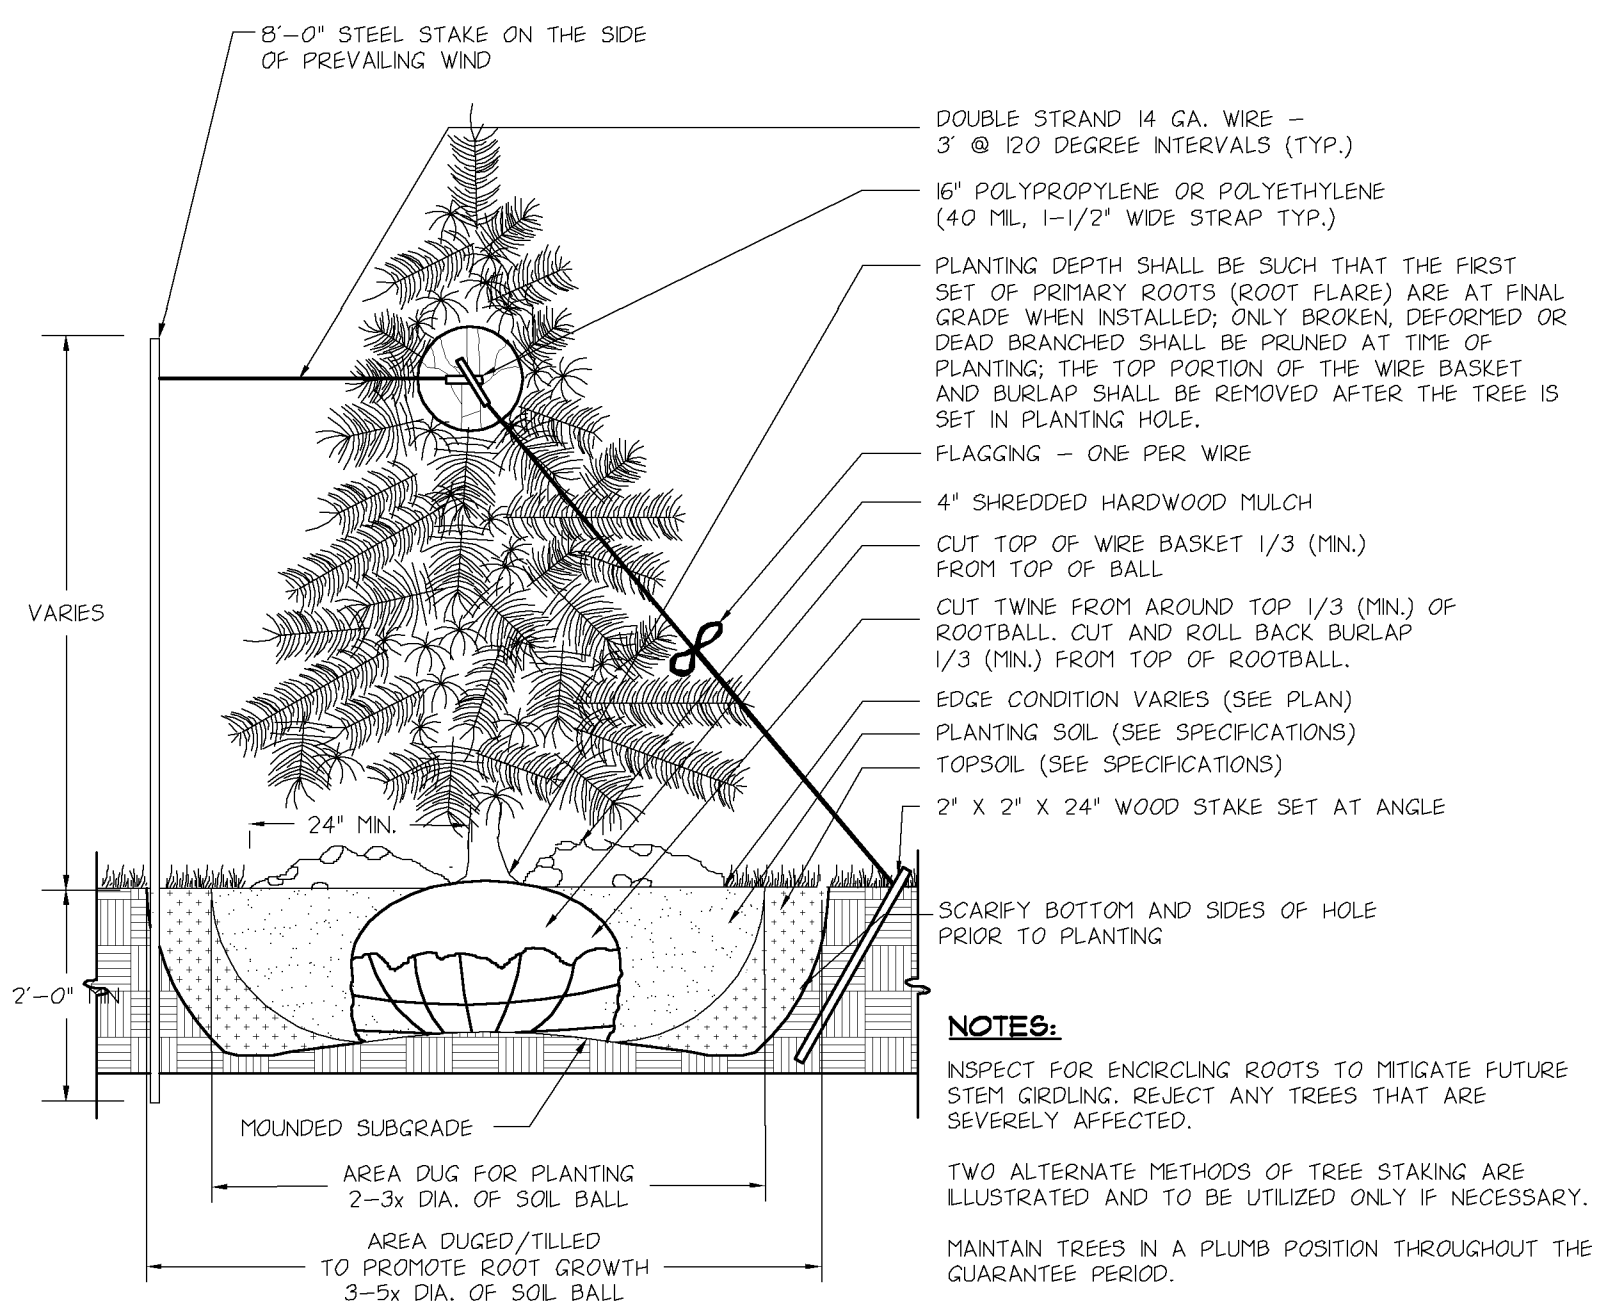 8'-0" STEEL STAKE ON THE SIDE
OF PREVAILING WIND
DOUBLE STRAND 14 GA. WIRE -
3' @ 120 DEGREE INTERVALS (TYP.)
16" POLYPROPYLENE OR POLYETHYLENE
(40 MIL, 1-1/2" WIDE STRAP TYP.)
PLANTING DEPTH SHALL BE SUCH THAT THE FIRST
SET OF PRIMARY ROOTS (ROOT FLARE) ARE AT FINAL
GRADE WHEN INSTALLED; ONLY BROKEN, DEFORMED OR
DEAD BRANCHED SHALL BE PRUNED AT TIME OF
PLANTING; THE TOP PORTION OF THE WIRE BASKET
AND BURLAP SHALL BE REMOVED AFTER THE TREE IS
SET IN PLANTING HOLE.
FLAGGING - ONE PER WIRE
4" SHREDDED HARDWOOD MULCH
CUT TOP OF WIRE BASKET 1/3 (MIN.)
FROM TOP OF BALL
CUT TWINE FROM AROUND TOP 1/3 (MIN.) OF
ROOTBALL. CUT AND ROLL BACK BURLAP
1/3 (MIN.) FROM TOP OF ROOTBALL.
EDGE CONDITION VARIES (SEE PLAN)
PLANTING SOIL (SEE SPECIFICATIONS)
TOPSOIL (SEE SPECIFICATIONS)
2" X 2" X 24" WOOD STAKE SET AT ANGLE
SCARIFY BOTTOM AND SIDES OF HOLE
PRIOR TO PLANTING
VARIES
24" MIN.
2'-0" MIN
MOUNDED SUBGRADE
AREA DUG FOR PLANTING
2-3x DIA. OF SOIL BALL
AREA DUGED/TILLED
TO PROMOTE ROOT GROWTH
3-5x DIA. OF SOIL BALL
NOTES:
INSPECT FOR ENCIRCLING ROOTS TO MITIGATE FUTURE
STEM GIRDLING. REJECT ANY TREES THAT ARE
SEVERELY AFFECTED.
TWO ALTERNATE METHODS OF TREE STAKING ARE
ILLUSTRATED AND TO BE UTILIZED ONLY IF NECESSARY.
MAINTAIN TREES IN A PLUMB POSITION THROUGHOUT THE
GUARANTEE PERIOD.